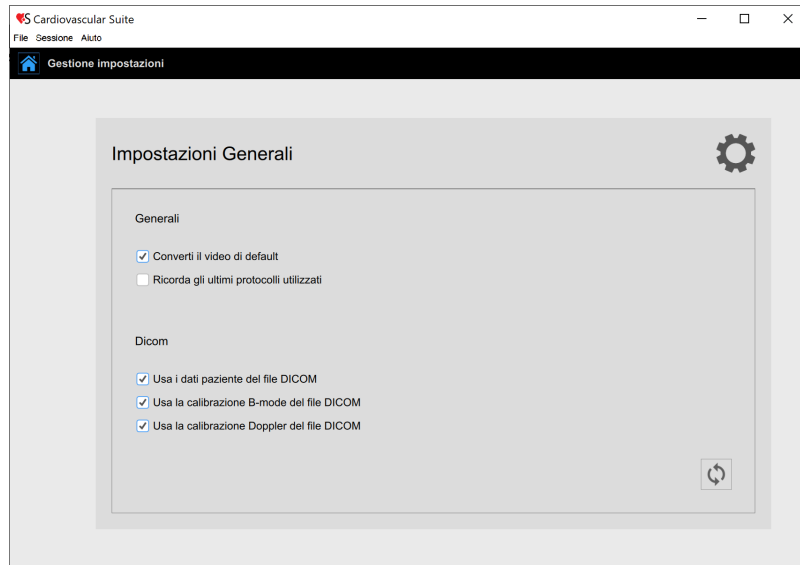 S Cardiovascular Suite
File Sessione Aiuto
Gestione impostazioni
Impostazioni Generali
Generali
Converti il video di default
Ricorda gli ultimi protocolli utilizzati
Dicom
Usa i dati paziente del file DICOM
Usa la calibrazione B-mode del file DICOM
Usa la calibrazione Doppler del file DICOM